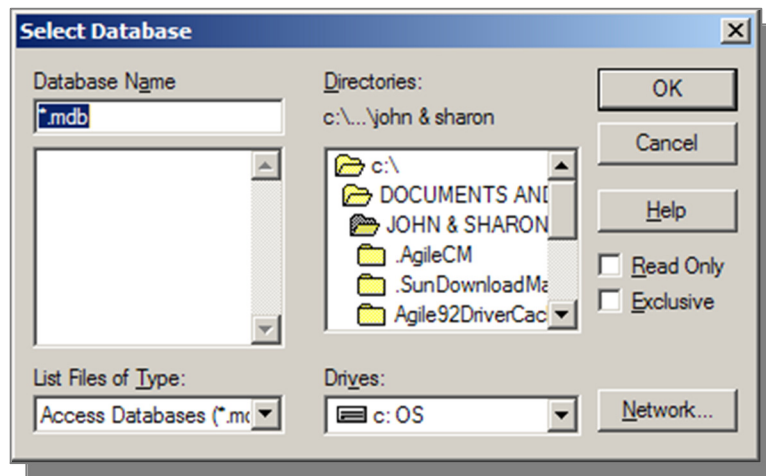 Select Database
Database Name
*.mdb
List Files of Type:
Access Databases (*.mc
Directories:
c:\...\john & sharon
c:\
DOCUMENTS AND
JOHN & SHARON
.AgileCM
.SunDownloadMa
Agile92DriverCac
Drives:
c: OS
OK
Cancel
Help
Read Only
Exclusive
Network...